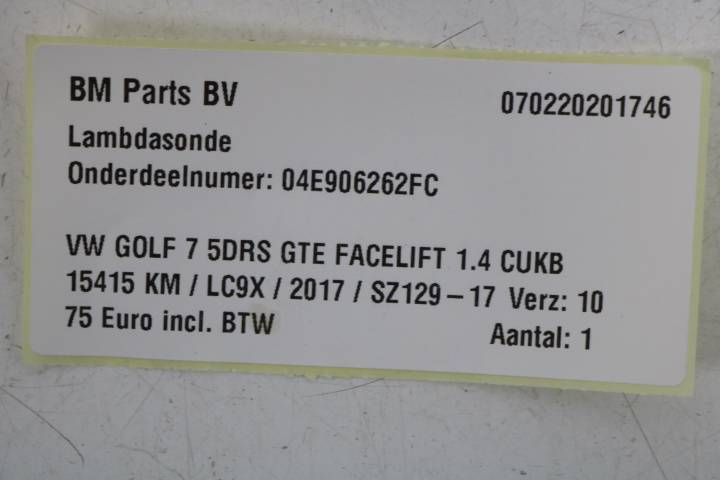 BM Parts BV 070220201746
Lambdasonde
Onderdeelnumer: 04E906262FC
VW GOLF 7 5DRS GTE FACELIFT 1.4 CUKB
15415 KM / LC9X / 2017 / SZ129-17 Verz: 10
75 Euro incl. BTW Aantal: 1